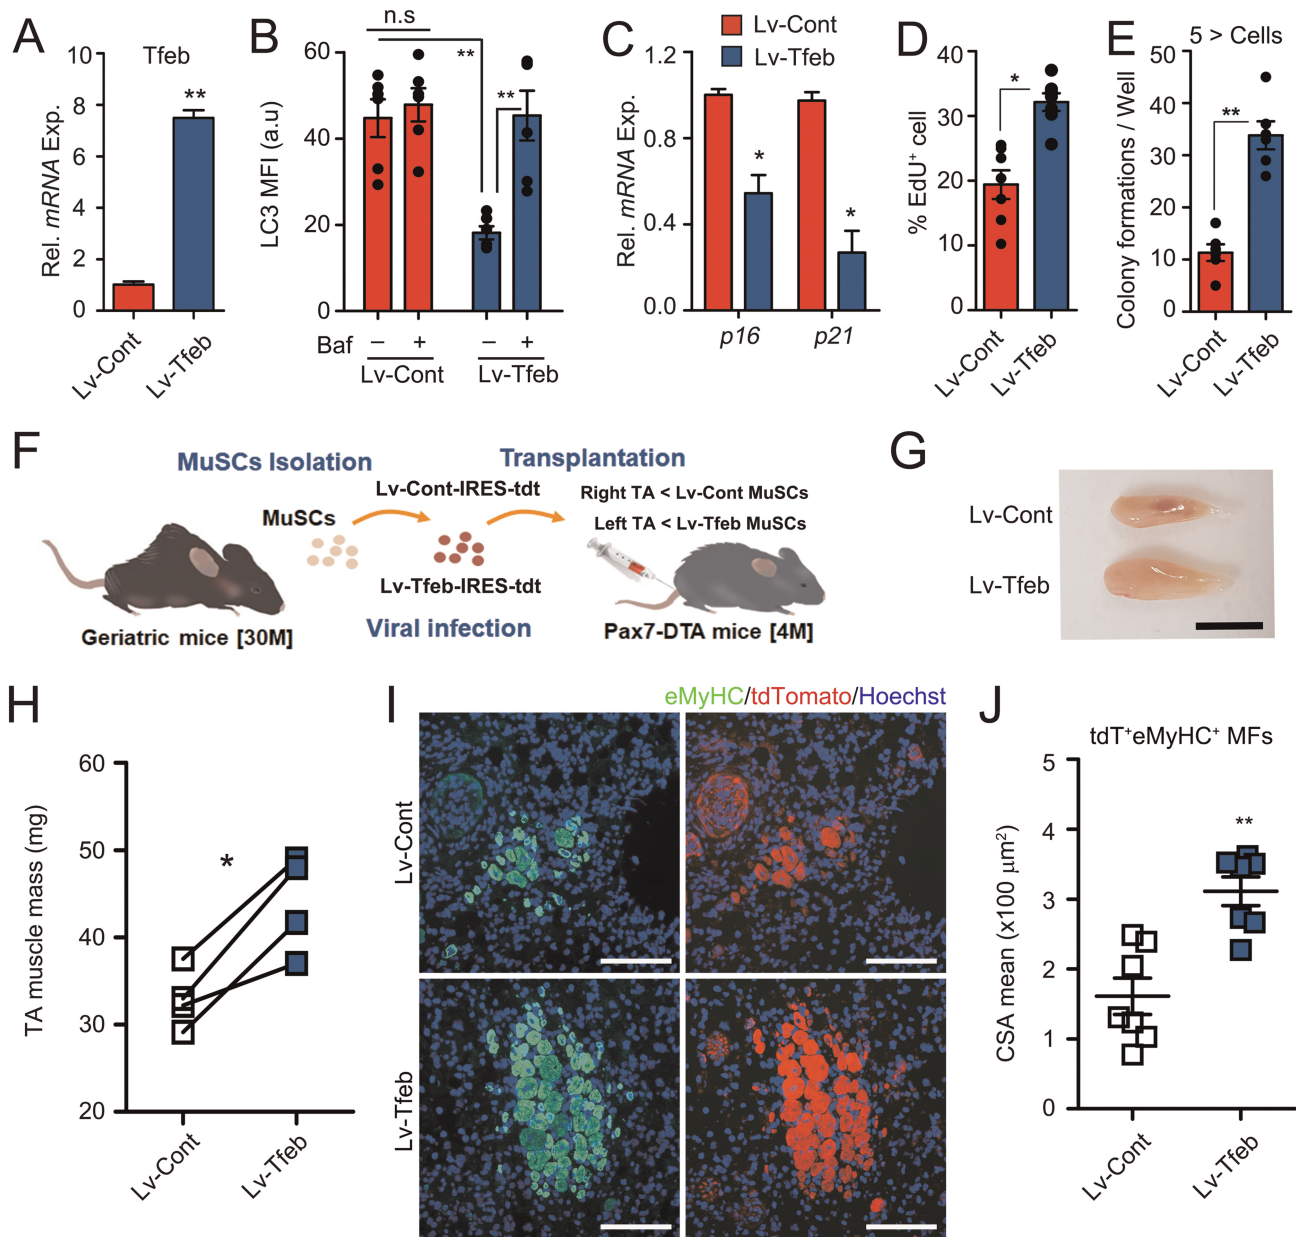 A
Tfeb
Rel. mRNA Exp.
10
8
6
4
2
0
**
Lv-Cont
Lv-Tfeb
B
n.s
**
**
LC3 MFI (a.u)
60
40
20
0
Baf
–
+
–
+
Lv-Cont
Lv-Tfeb
C
Lv-Cont
Lv-Tfeb
Rel. mRNA Exp.
1.2
0.8
0.4
0.0
*
*
p16
p21
D
% EdU⁺ cell
40
30
20
10
0
*
Lv-Cont
Lv-Tfeb
E
5 > Cells
Colony formations / Well
50
40
30
20
10
0
**
Lv-Cont
Lv-Tfeb
F
MuSCs Isolation
Transplantation
Lv-Cont-IRES-tdt
Right TA < Lv-Cont MuSCs
MuSCs
Left TA < Lv-Tfeb MuSCs
Lv-Tfeb-IRES-tdt
Viral infection
Geriatric mice [30M]
Pax7-DTA mice [4M]
G
Lv-Cont
Lv-Tfeb
H
TA muscle mass (mg)
60
50
40
30
20
*
Lv-Cont
Lv-Tfeb
I
eMyHC/tdTomato/Hoechst
Lv-Cont
Lv-Tfeb
J
tdT⁺eMyHC⁺ MFs
CSA mean (x100 µm²)
5
4
3
2
1
0
**
Lv-Cont
Lv-Tfeb